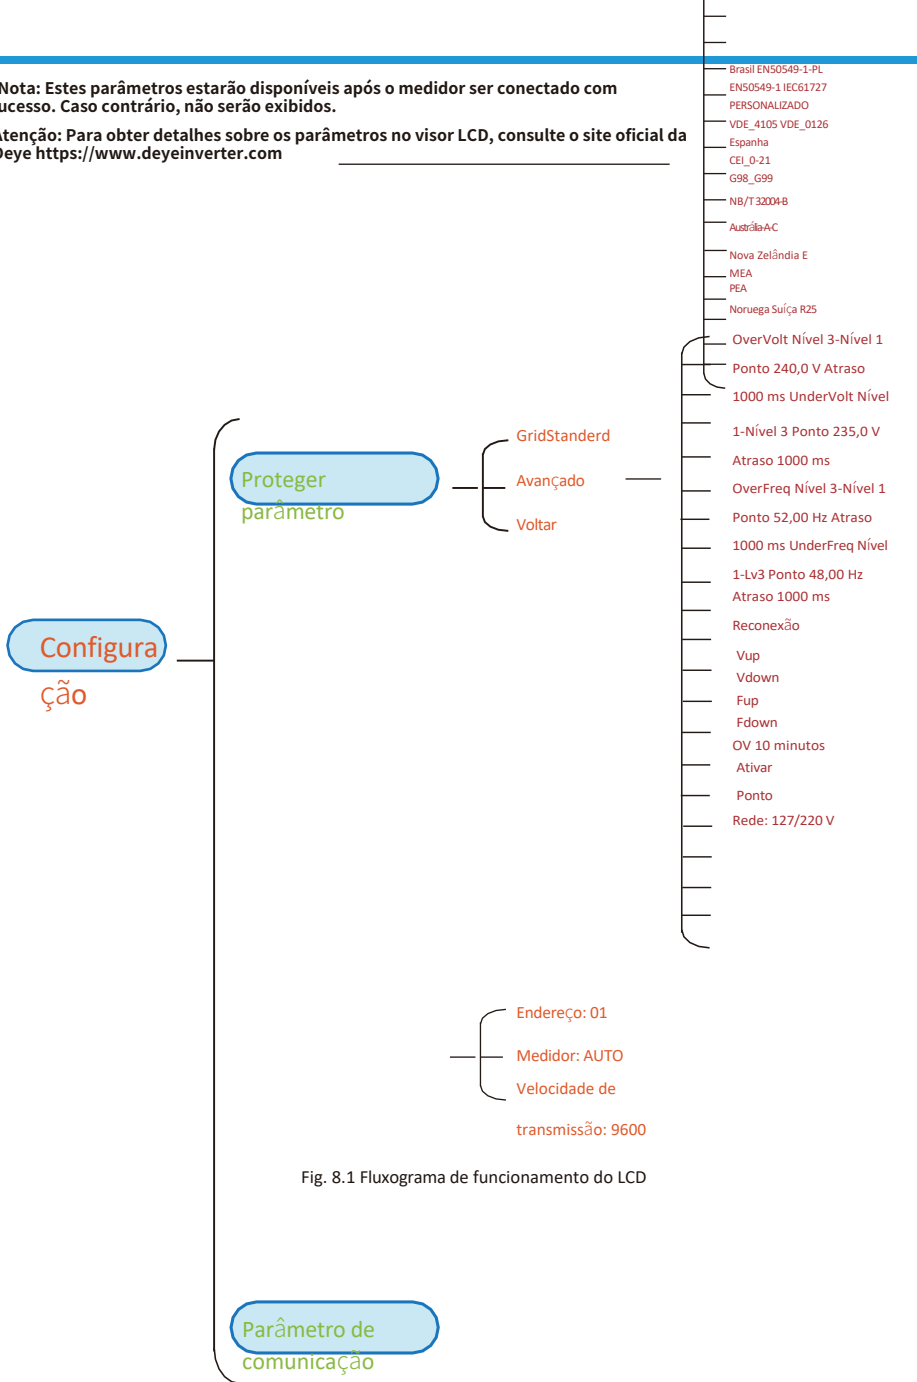 Nota: Estes parâmetros estarão disponíveis após o medidor ser conectado com
ucesso. Caso contrário, não serão exibidos.
Atenção: Para obter detalhes sobre os parâmetros no visor LCD, consulte o site oficial da
Deye https://www.deyeinverter.com
Brasil EN50549-1-PL
EN50549-1 IEC61727
PERSONALIZADO
VDE_4105 VDE_0126
Espanha
CEI_0-21
G98_G99
NB/T 32004-B
Austrália-A-C
Nova Zelândia E
MEA
PEA
Noruega Suíça R25
OverVolt Nível 3-Nível 1
Ponto 240,0 V Atraso
1000 ms UnderVolt Nível
1-Nível 3 Ponto 235,0 V
Atraso 1000 ms
OverFreq Nível 3-Nível 1
Ponto 52,00 Hz Atraso
1000 ms UnderFreq Nível
1-Lv3 Ponto 48,00 Hz
Atraso 1000 ms
Reconexão
Vup
Vdown
Fup
Fdown
OV 10 minutos
Ativar
Ponto
Rede: 127/220 V
GridStanderd
Avançado
Voltar
Proteger
parâmetro
Configura
ção
Endereço: 01
Medidor: AUTO
Velocidade de
transmissão: 9600
Fig. 8.1 Fluxograma de funcionamento do LCD
Parâmetro de
comunicação